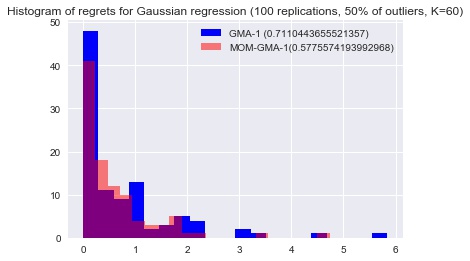 Histogram of regrets for Gaussian regression (100 replications, 50% of outliers, K=60)
GMA-1 (0.7110443655521357)
MOM-GMA-1(0.5775574193992968)
50
40
30
20
10
0
0 1 2 3 4 5 6